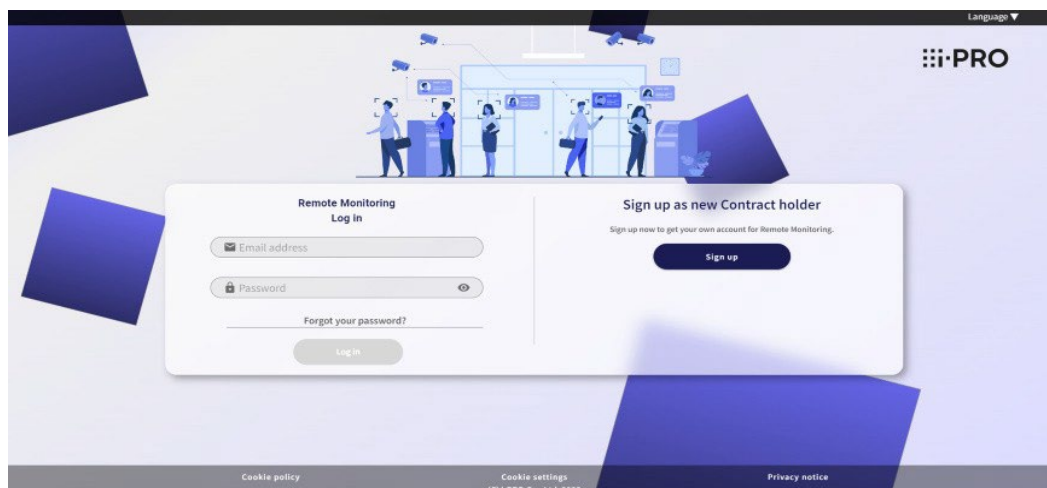 Language ▼
i-PRO
Remote Monitoring
Log in
Email address
Password
Forgot your password?
Log in
Sign up as new Contract holder
Sign up now to get your own account for Remote Monitoring.
Sign up
Cookie policy
Cookie settings
Privacy notice